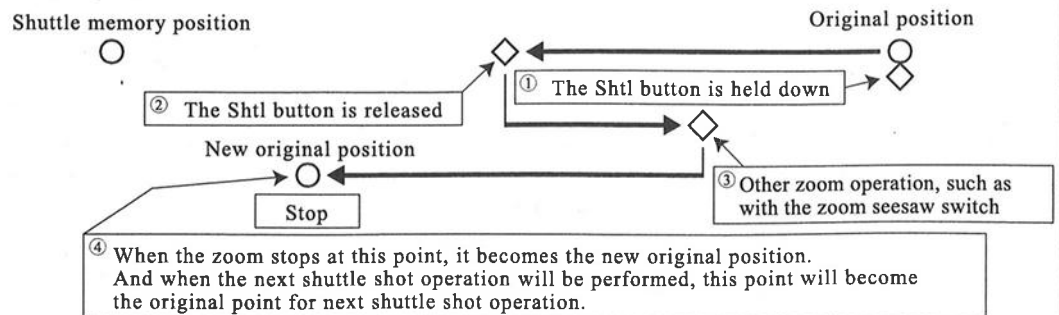 Shuttle memory position
Original position
① The Shtl button is held down
② The Shtl button is released
New original position
Stop
③ Other zoom operation, such as
with the zoom seesaw switch
④ When the zoom stops at this point, it becomes the new original position.
And when the next shuttle shot operation will be performed, this point will become
the original point for next shuttle shot operation.